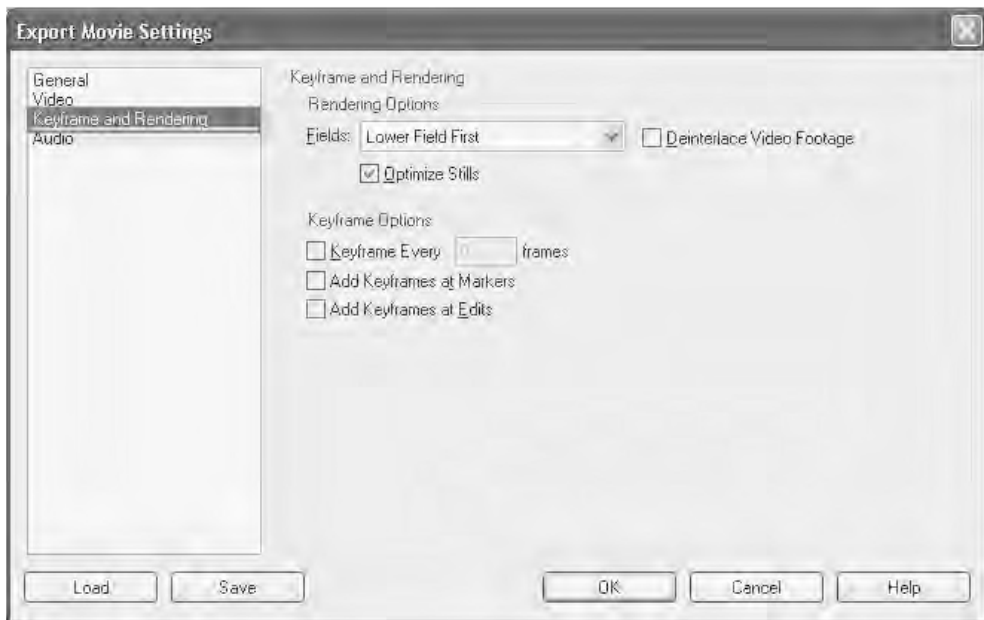 Export Movie Settings
General
Video
Keyframe and Rendering
Audio
Keyframe and Rendering
Rendering Options
Fields: Lower Field First
Deinterlace Video Footage
Optimize Stills
Keyframe Options
Keyframe Every 0 frames
Add Keyframes at Markers
Add Keyframes at Edits
Load Save OK Cancel Help